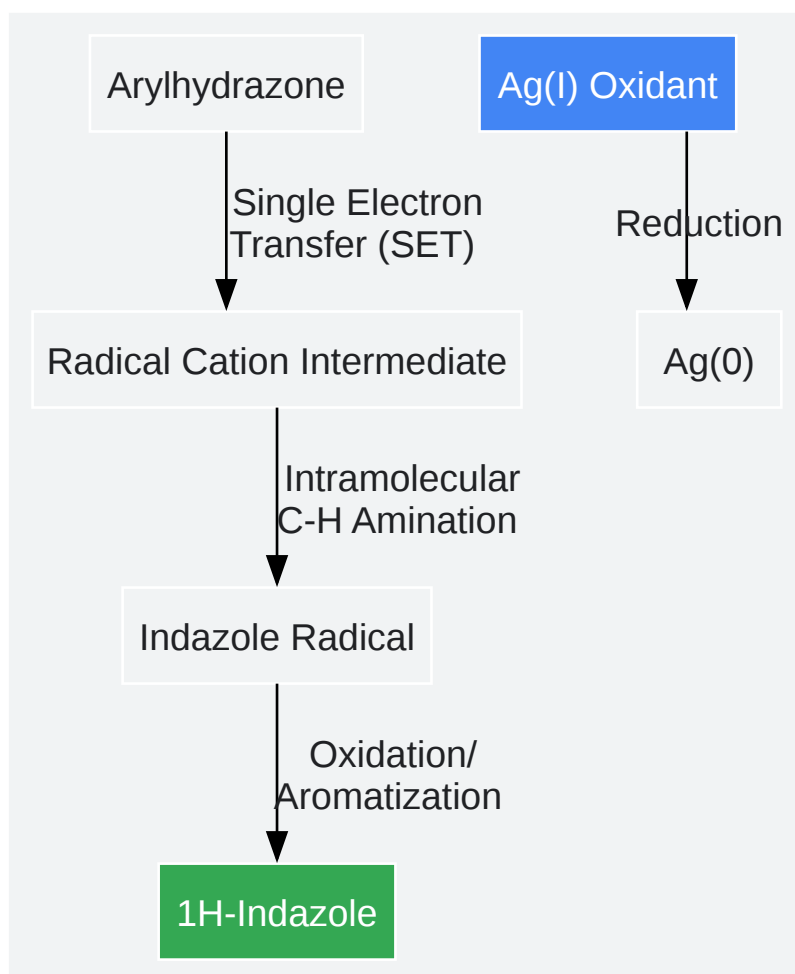 Arylhydrazone
Ag(I) Oxidant
Single Electron
Transfer (SET)
Reduction
Radical Cation Intermediate
Ag(0)
Intramolecular
C-H Amination
Indazole Radical
Oxidation/
Aromatization
1H-Indazole